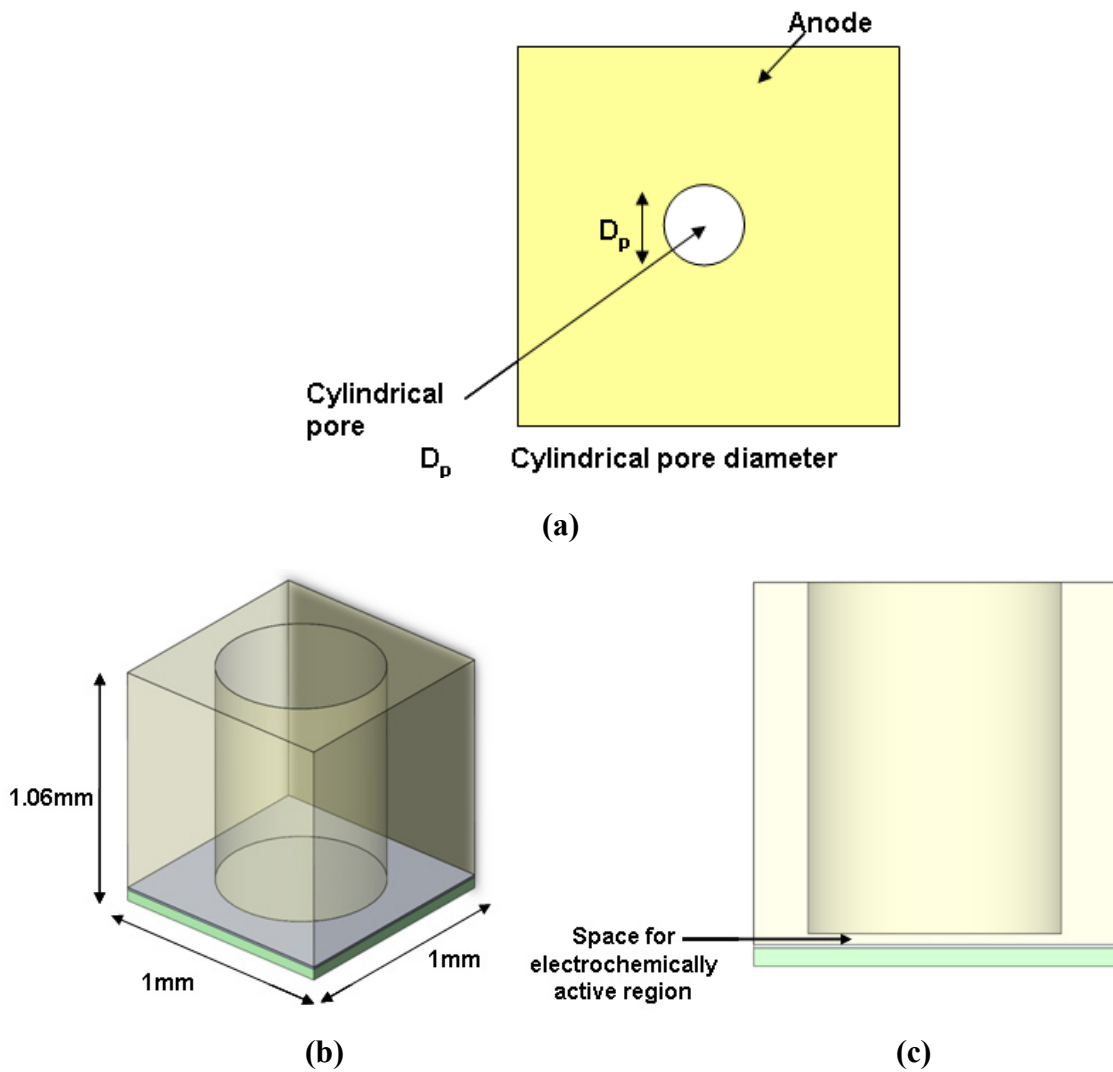 Anode
Dp
Cylindrical
pore
Dp Cylindrical pore diameter
(a)
1.06mm
1mm
1mm
Space for
electrochemically
active region
(b)
(c)